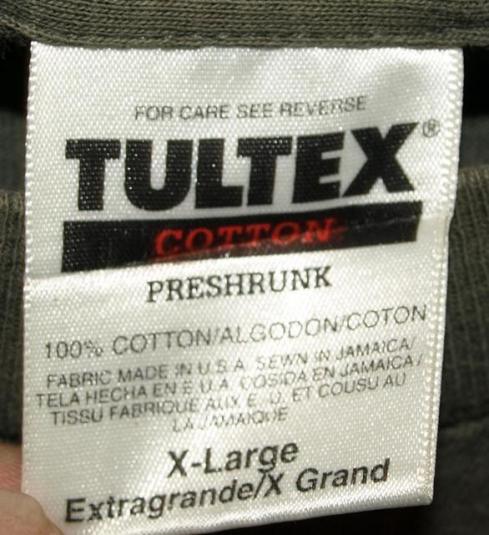 FOR CARE SEE REVERSE
TULTEX®
COTTON
PRESHRUNK
100% COTTON/ALGODON/COTON
FABRIC MADE IN U.S.A. SEWN IN JAMAICA/
TELA HECHA EN E.U.A. COSIDA EN JAMAICA/
TISSU FABRIQUE AUX E.U. ET COUSU AU
LA JAMAIQUE
X-Large
Extragrande/X Grand